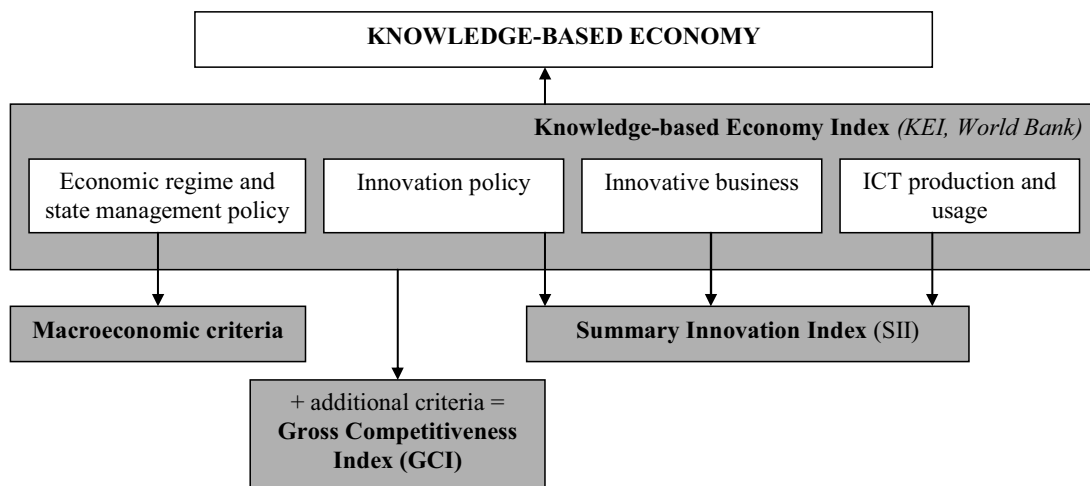 KNOWLEDGE-BASED ECONOMY
Knowledge-based Economy Index (KEI, World Bank)
Economic regime and
state management policy
Innovation policy
Innovative business
ICT production and
usage
Macroeconomic criteria
Summary Innovation Index (SII)
+ additional criteria =
Gross Competitiveness
Index (GCI)